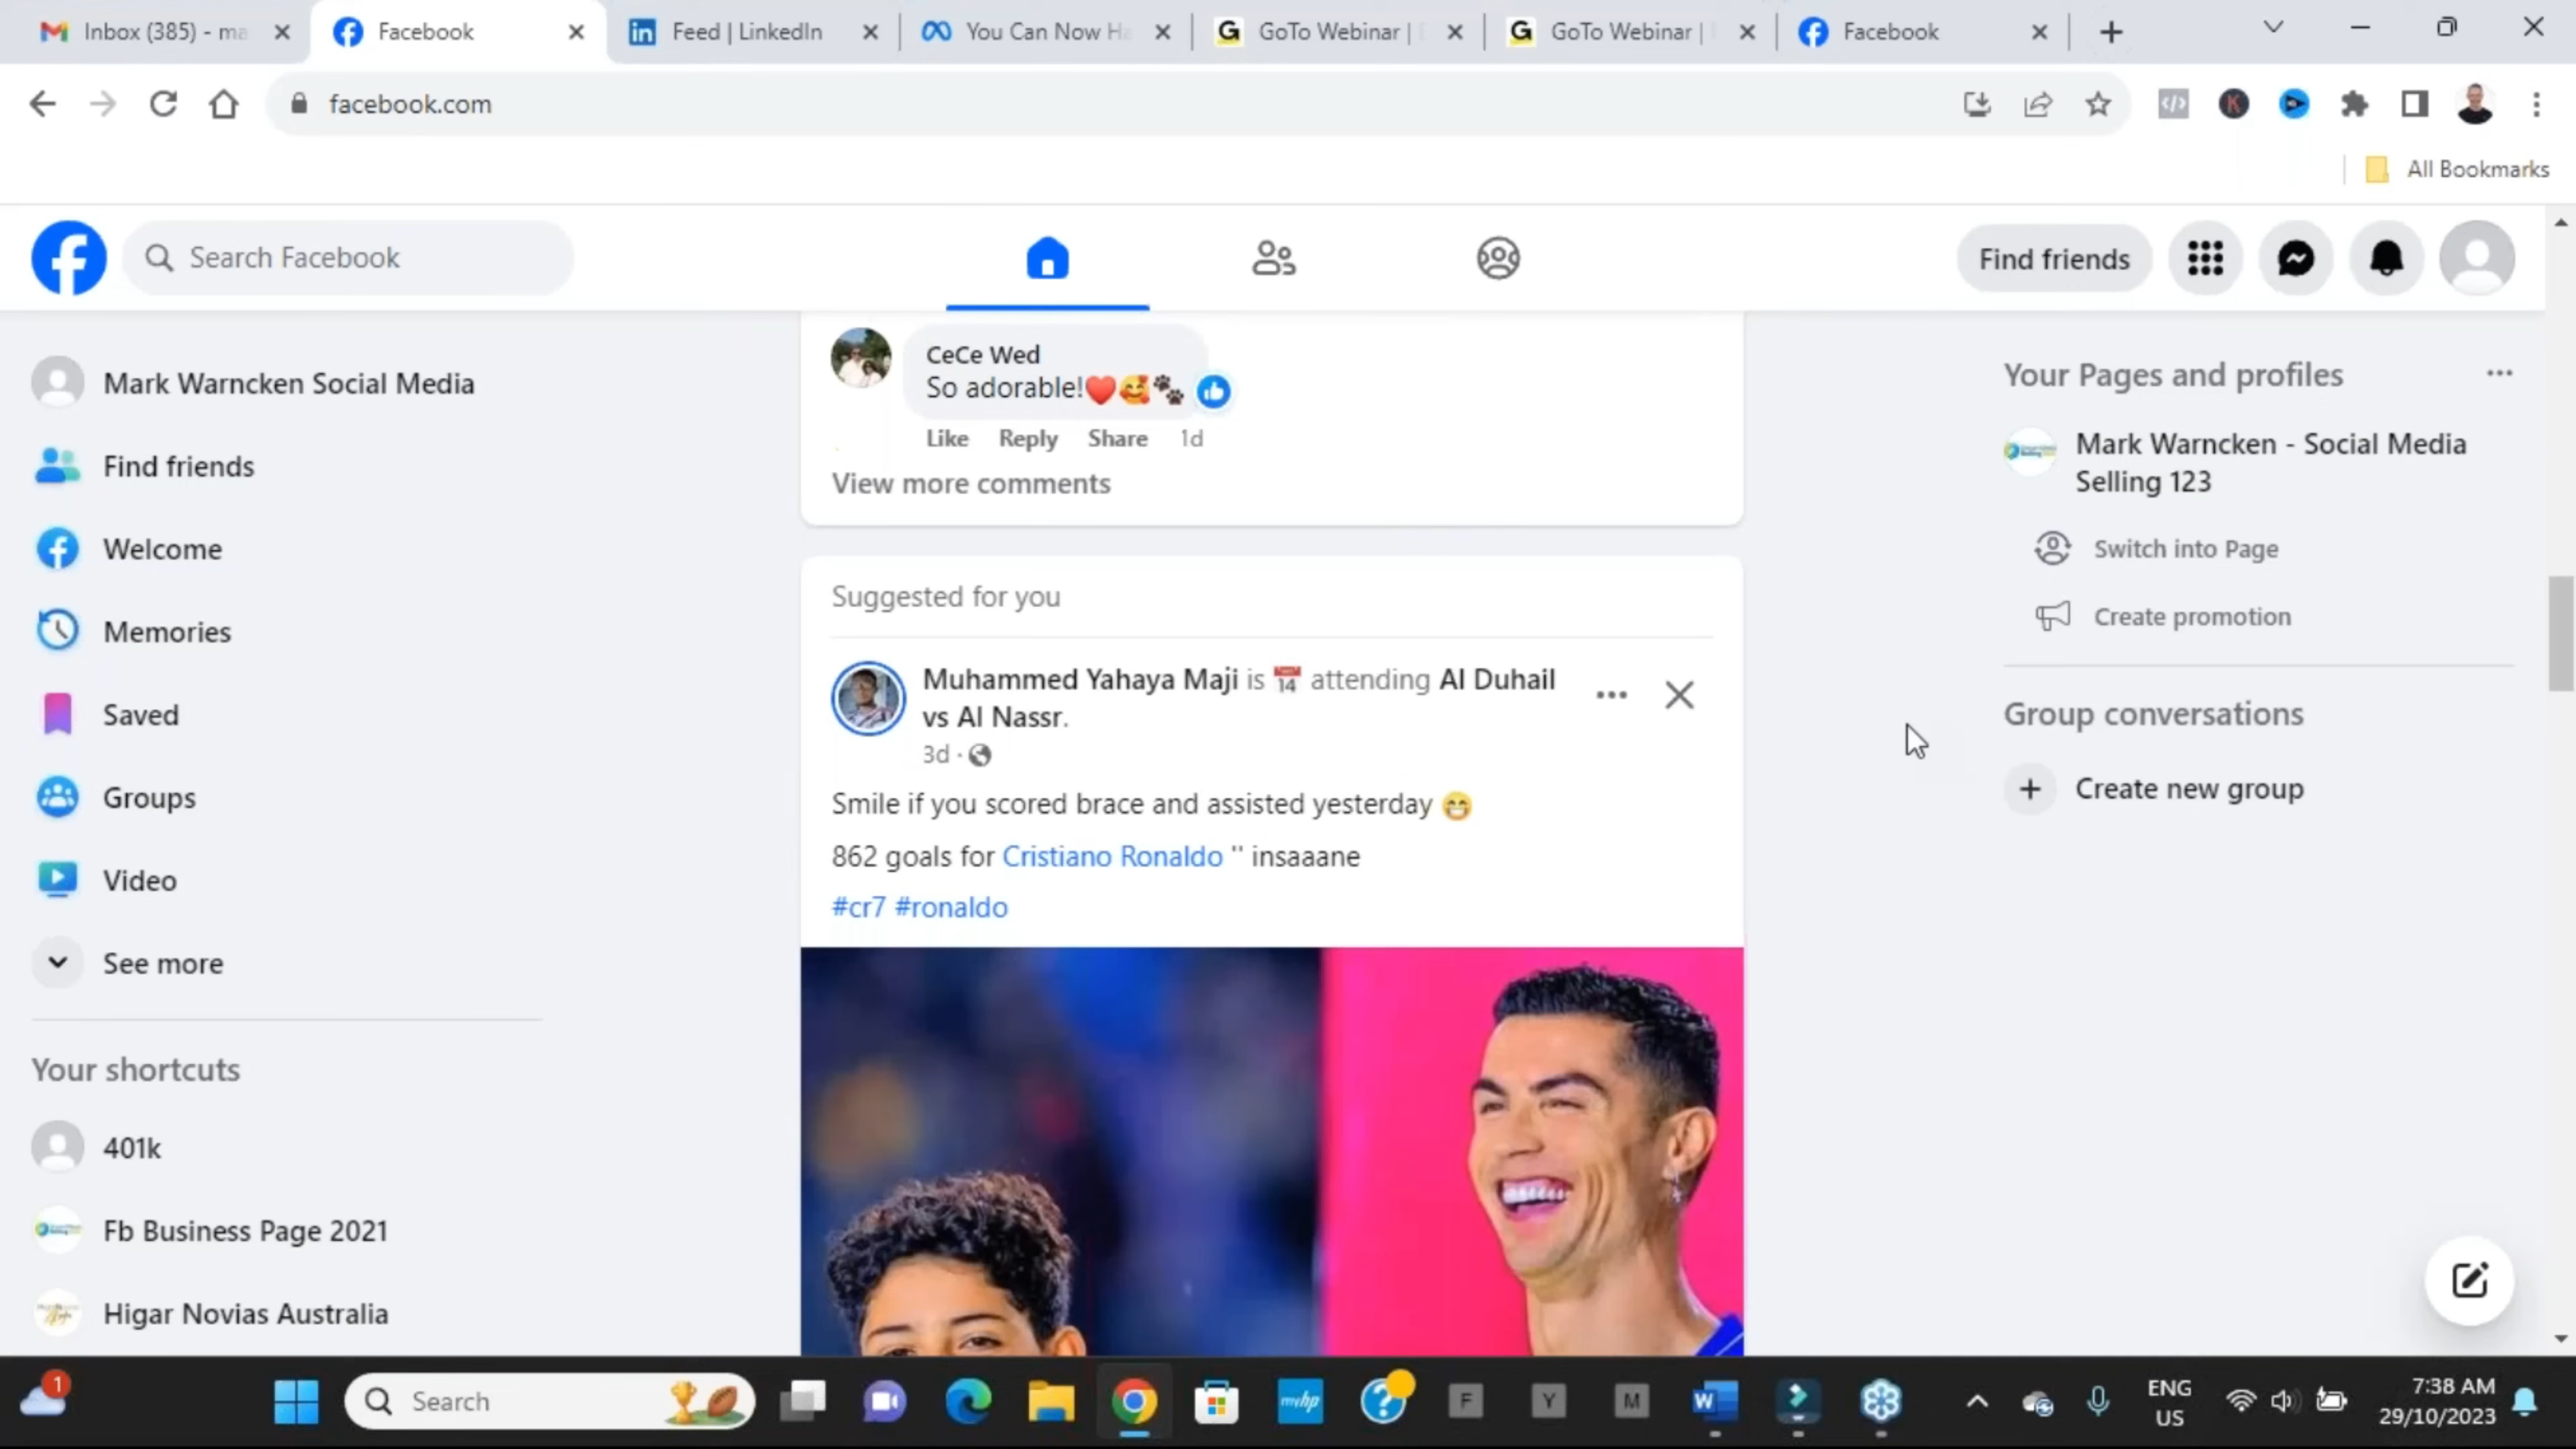 Inbox (385) - ma
Facebook
Feed | LinkedIn
You Can Now Ha
GoTo Webinar |
GoTo Webinar |
Facebook
facebook.com
All Bookmarks
Search Facebook
Find friends
Mark Warncken Social Media
Find friends
Welcome
Memories
Saved
Groups
Video
See more
Your shortcuts
401k
Fb Business Page 2021
Higar Novias Australia
CeCe Wed
So adorable!❤️🥰🐾
Like Reply Share 1d
View more comments
Suggested for you
Muhammed Yahaya Maji is 📅 attending Al Duhail
vs Al Nassr.
3d ·
Smile if you scored brace and assisted yesterday 😁
862 goals for Cristiano Ronaldo '' insaaane
#cr7 #ronaldo
Your Pages and profiles
Mark Warncken - Social Media
Selling 123
Switch into Page
Create promotion
Group conversations
Create new group
1
Search
myhp
F
Y
M
W
ENG
US
7:38 AM
29/10/2023